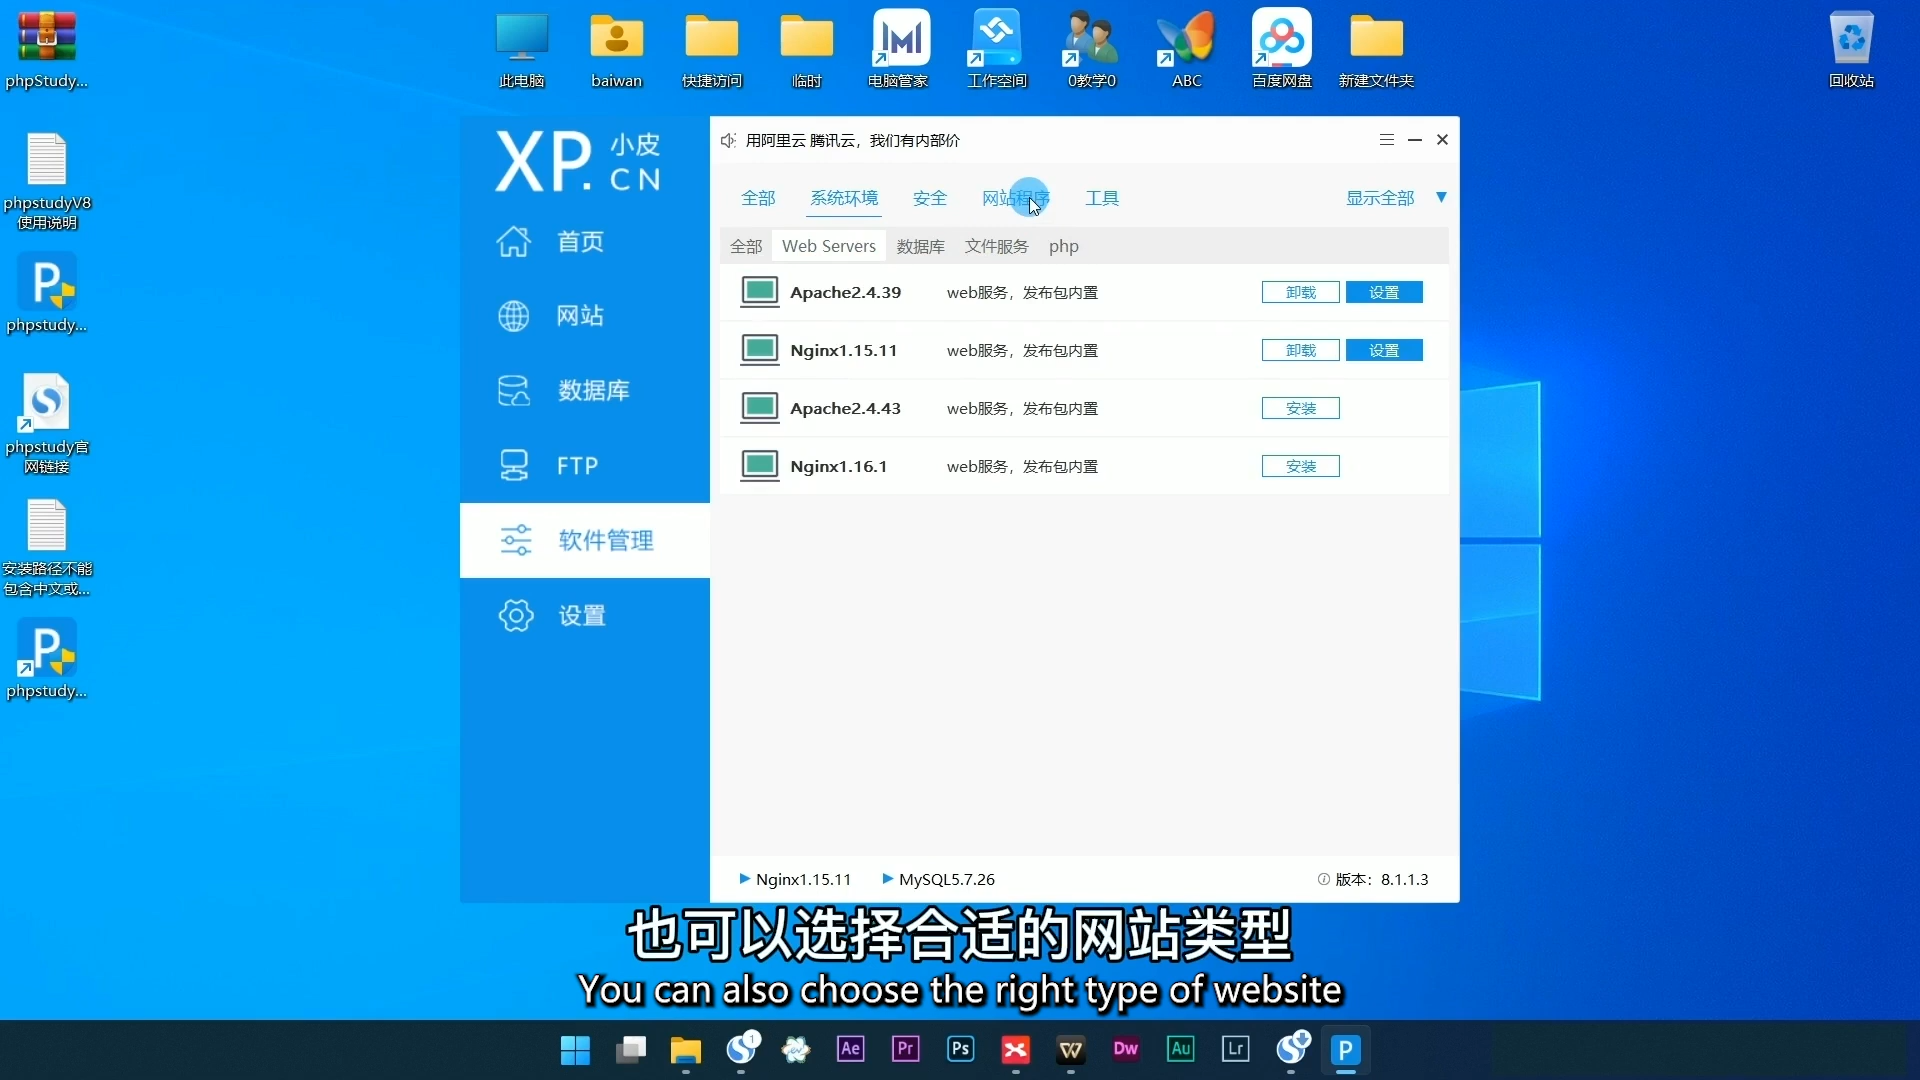 phpStudy...
此电脑
baiwan
快捷访问
临时
电脑管家
工作空间
0教学0
ABC
百度网盘
新建文件夹
回收站
phpstudyV8
使用说明
phpstudy...
phpstudy官
网链接
安装路径不能
包含中文或...
phpstudy...
XP.小皮
CN
首页
网站
数据库
FTP
软件管理
设置
用阿里云 腾讯云，我们有内部价
全部 系统环境 安全 网站程序 工具 显示全部
全部 Web Servers 数据库 文件服务 php
Apache2.4.39 web服务，发布包内置 卸载 设置
Nginx1.15.11 web服务，发布包内置 卸载 设置
Apache2.4.43 web服务，发布包内置 安装
Nginx1.16.1 web服务，发布包内置 安装
Nginx1.15.11 MySQL5.7.26 版本：8.1.1.3
也可以选择合适的网站类型
You can also choose the right type of website
1 Ae Pr Ps Dw Au Lr P